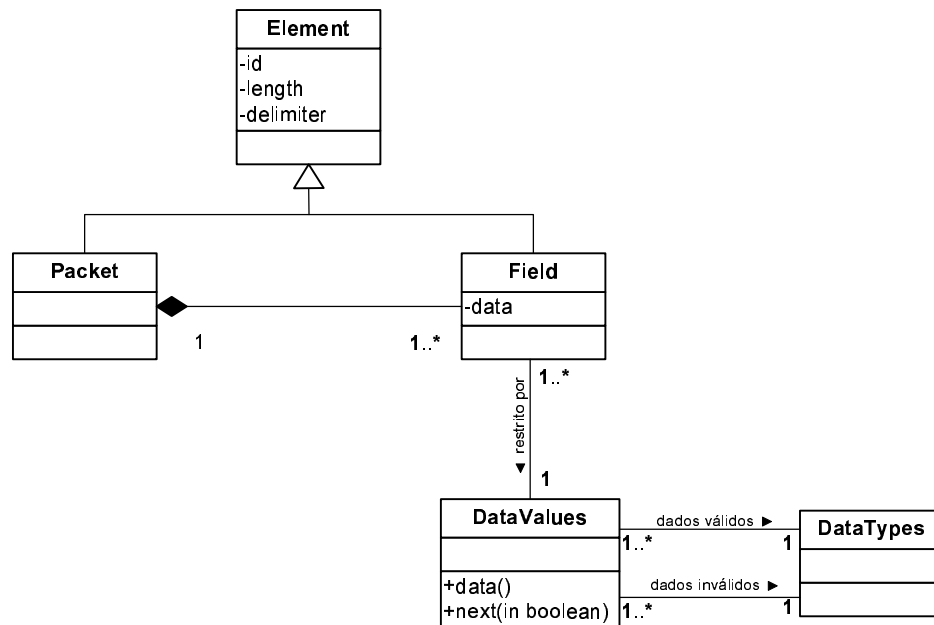 Element
-id
-length
-delimiter
Packet
Field
-data
1
1..*
1..*
restrito por ►
1
DataValues
+data()
+next(in boolean)
dados válidos ►
1..*
1
DataTypes
dados inválidos ►
1..*
1